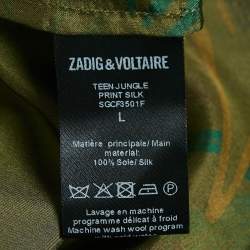 ZADIG & VOLTAIRE
TEEN JUNGLE
PRINT SILK
SGCF3501F
L
Matière principale/ Main
material:
100% Soie/ Silk
Lavage en machine
programme délicat à froid
Machine wash wool program